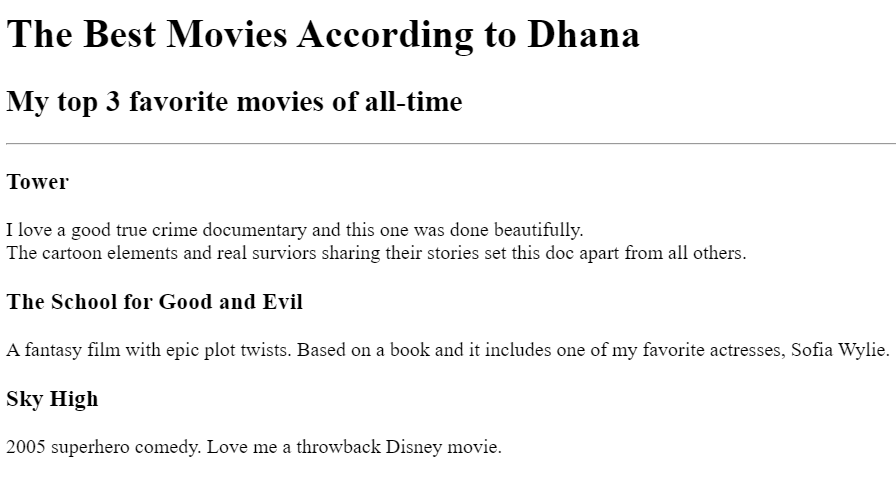 The Best Movies According to Dhana
My top 3 favorite movies of all-time
Tower
I love a good true crime documentary and this one was done beautifully.
The cartoon elements and real surviors sharing their stories set this doc apart from all others.
The School for Good and Evil
A fantasy film with epic plot twists. Based on a book and it includes one of my favorite actresses, Sofia Wylie.
Sky High
2005 superhero comedy. Love me a throwback Disney movie.